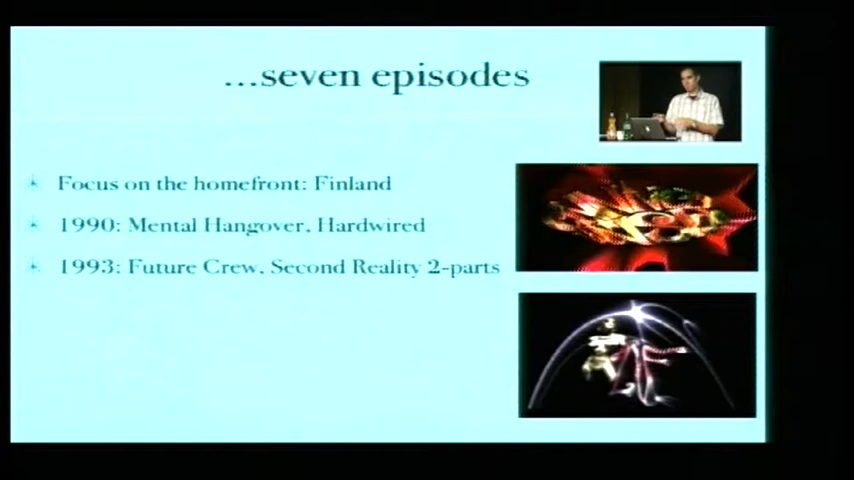 ...seven episodes
Focus on the homefront: Finland
1990: Mental Hangover, Hardwired
1993: Future Crew, Second Reality 2-parts